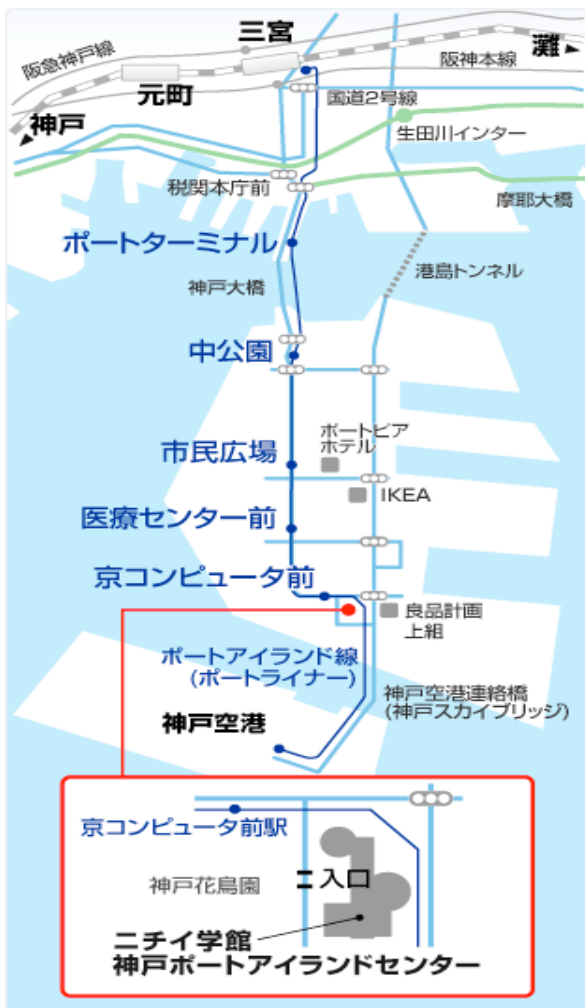 三宮
阪急神戸線
灘
阪神本線
元町
国道2号線
神戸
生田川インター
税関本庁前
摩耶大橋
ポートターミナル
港島トンネル
神戸大橋
中公園
ポートピア
ホテル
市民広場
IKEA
医療センター前
京コンピュータ前
良品計画
上組
ポートアイランド線
(ポートライナー)
神戸空港連絡橋
(神戸スカイブリッジ)
神戸空港
京コンピュータ前駅
神戸花鳥園
入口
ニチイ学館
神戸ポートアイランドセンター